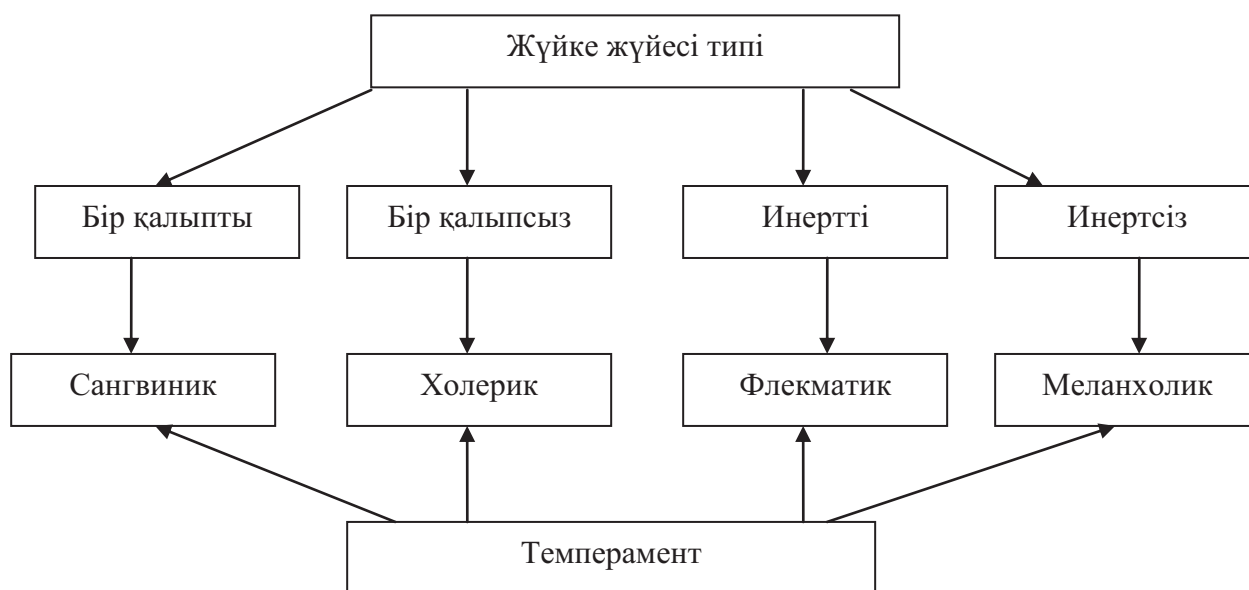 Жүйке жүйесі типі
Бір қалыпты
Бір қалыпсыз
Инертті
Инертсіз
Сангвиник
Холерик
Флекматик
Меланхолик
Темперамент